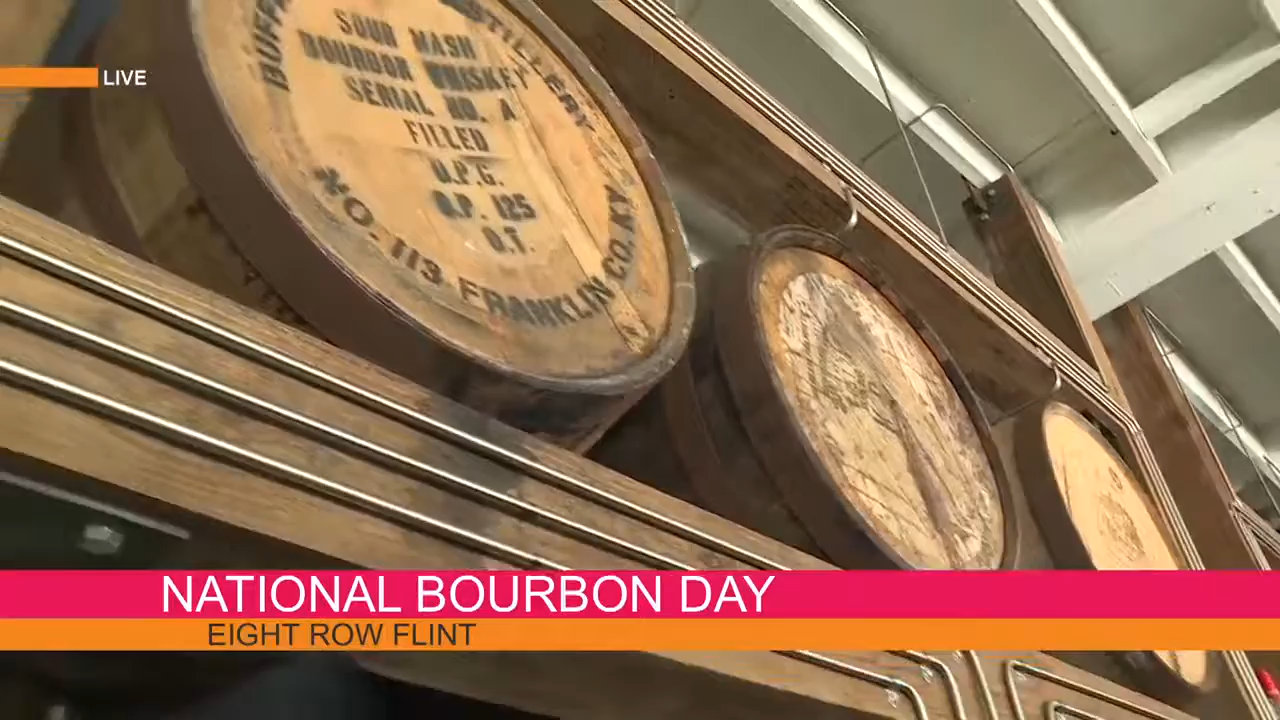 LIVE
SOUR MASH
BOURBON WHISKEY
SERIAL NO. A
FILLED
O.P.G.
O.P. 125
O.T.
NO. 113 FRANKLIN CO. KY
NATIONAL BOURBON DAY
EIGHT ROW FLINT